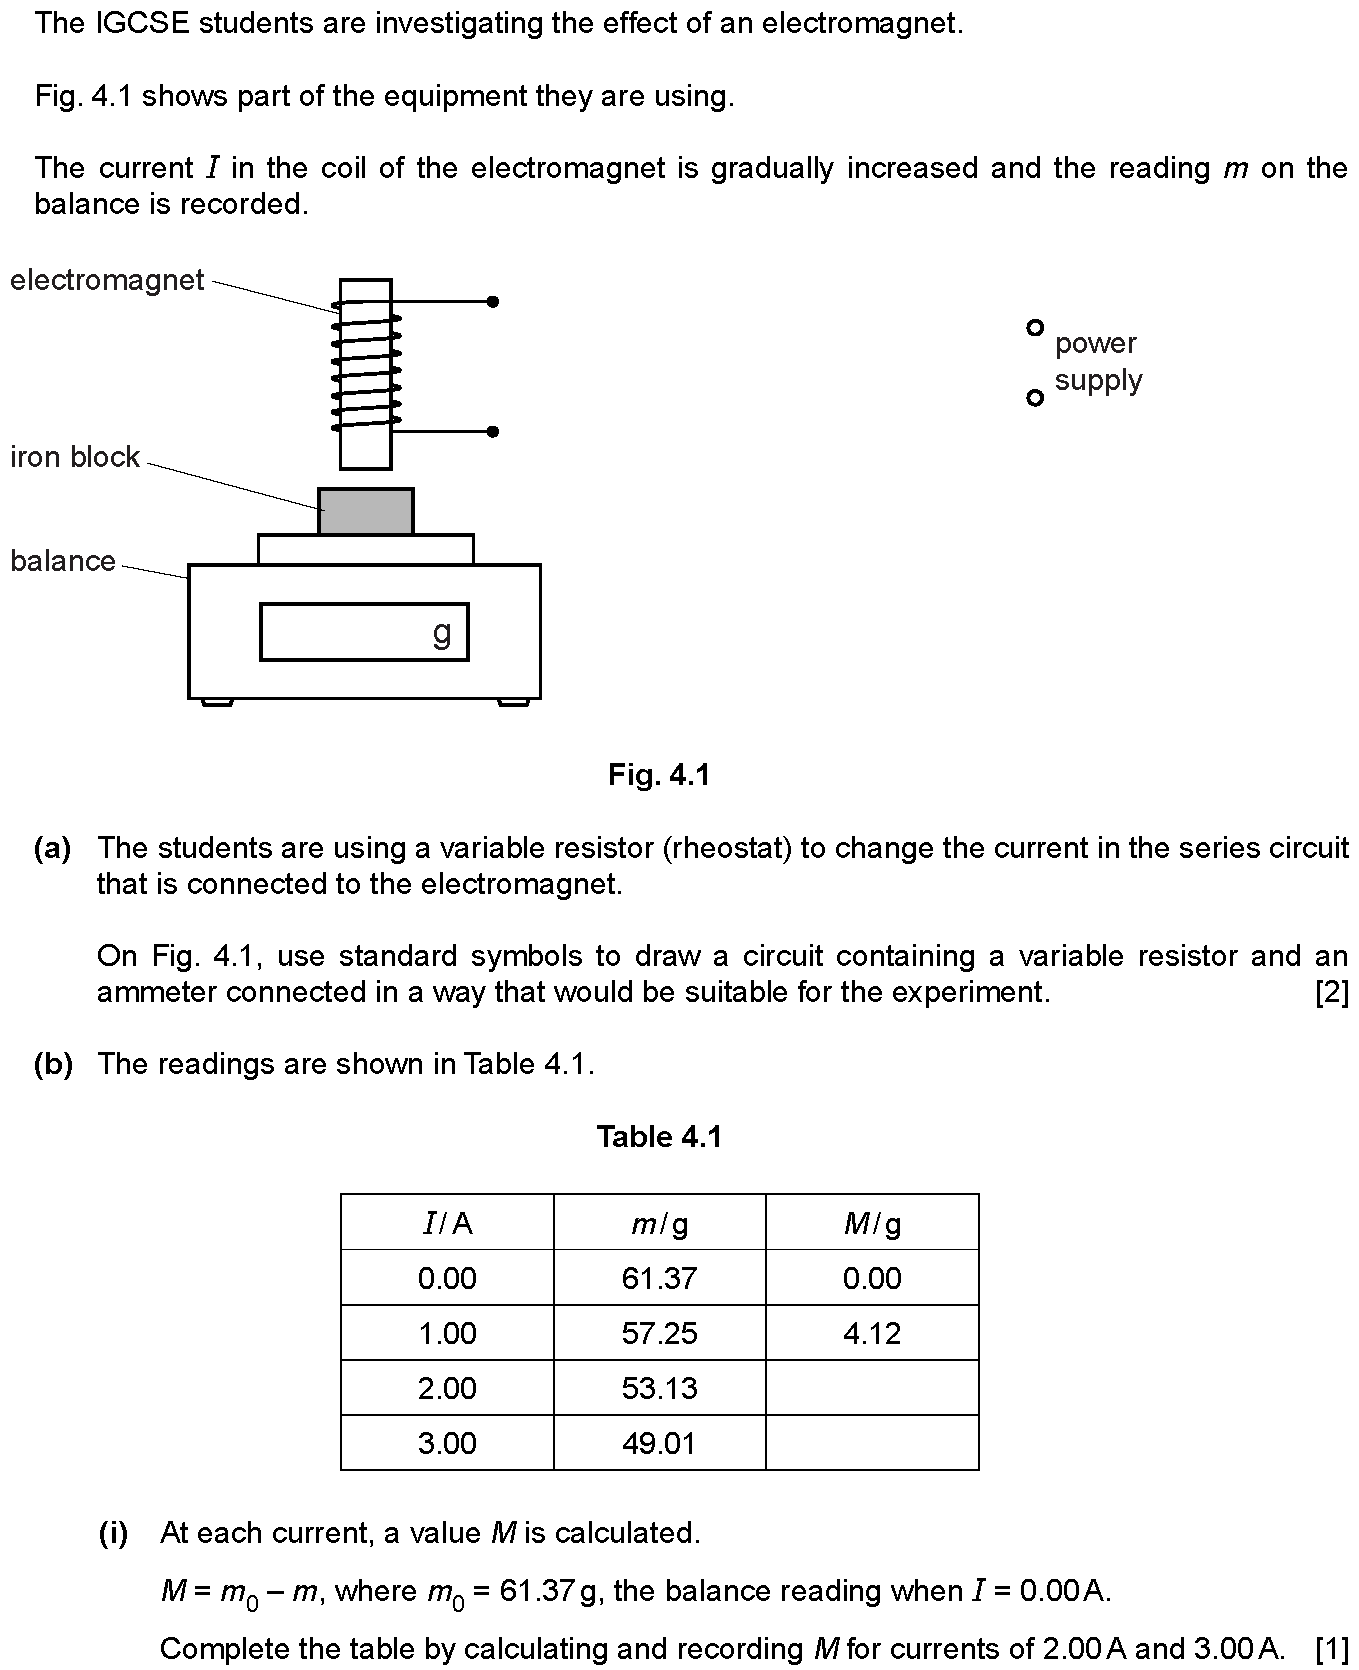 The IGCSE students are investigating the effect of an electromagnet.
Fig. 4.1 shows part of the equipment they are using.
The current I in the coil of the electromagnet is gradually increased and the reading m on the
balance is recorded.
electromagnet
power
supply
iron block
balance
g
Fig. 4.1
(a) The students are using a variable resistor (rheostat) to change the current in the series circuit
that is connected to the electromagnet.
On Fig. 4.1, use standard symbols to draw a circuit containing a variable resistor and an
ammeter connected in a way that would be suitable for the experiment. [2]
(b) The readings are shown in Table 4.1.
Table 4.1
I/A m/g M/g
0.00 61.37 0.00
1.00 57.25 4.12
2.00 53.13
3.00 49.01
(i) At each current, a value M is calculated.
M = m₀ – m, where m₀ = 61.37 g, the balance reading when I = 0.00 A.
Complete the table by calculating and recording M for currents of 2.00 A and 3.00 A. [1]